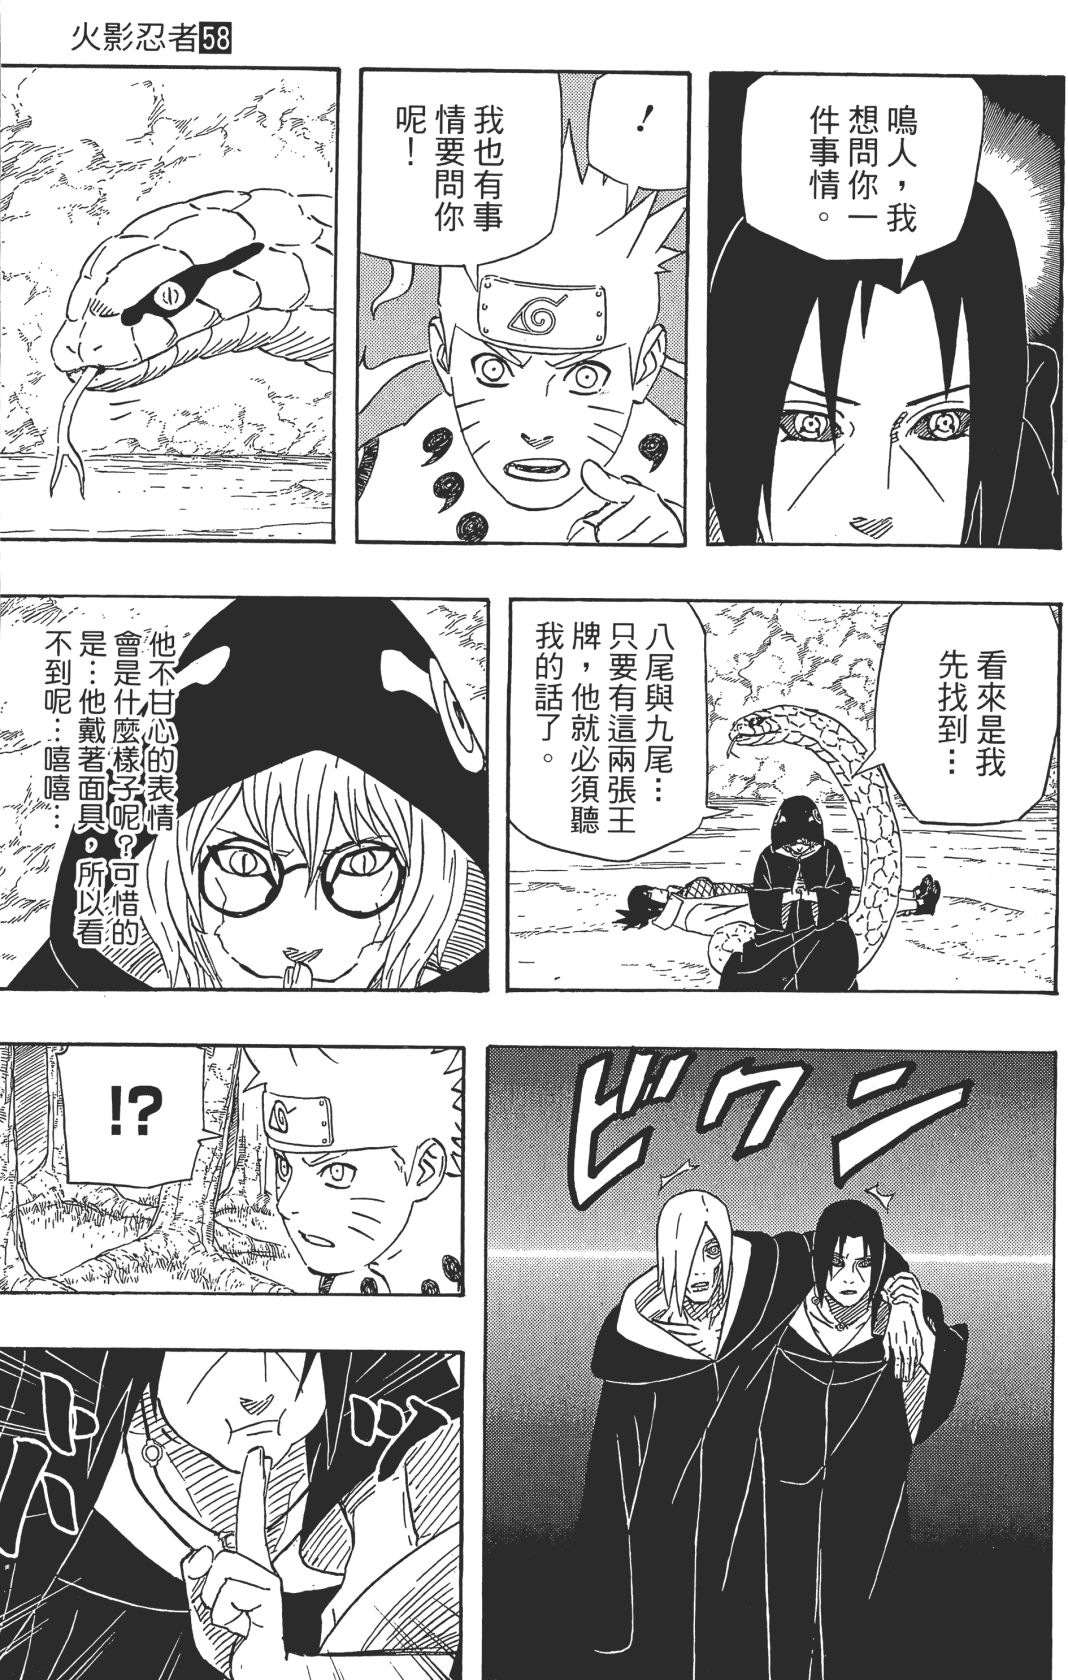 火影忍者58
鳴人，我
想問你一
件事情。
！
我也有事
情要問你
呢！
看來是我
先找到…
八尾與九尾…
只要有這兩張王
牌，他就必須聽
我的話了。
他不甘心的表情
會是什麼樣子呢？可惜的
是…他戴著面具，所以看
不到呢…嘻嘻…
ビクン
!?
バッ